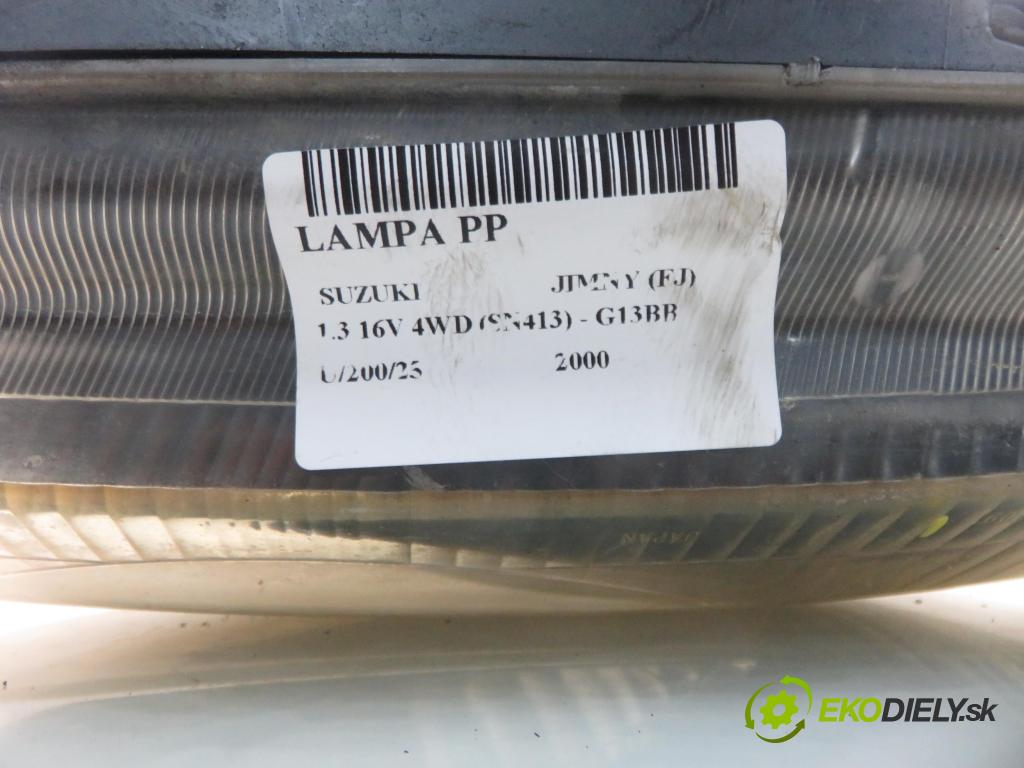 LAMPA PP
SUZUKI JIMNY (FJ)
1.3 16V 4WD (SN413) - G13BB
U/200/25 2000
JAPAN
EKODIELY.sk